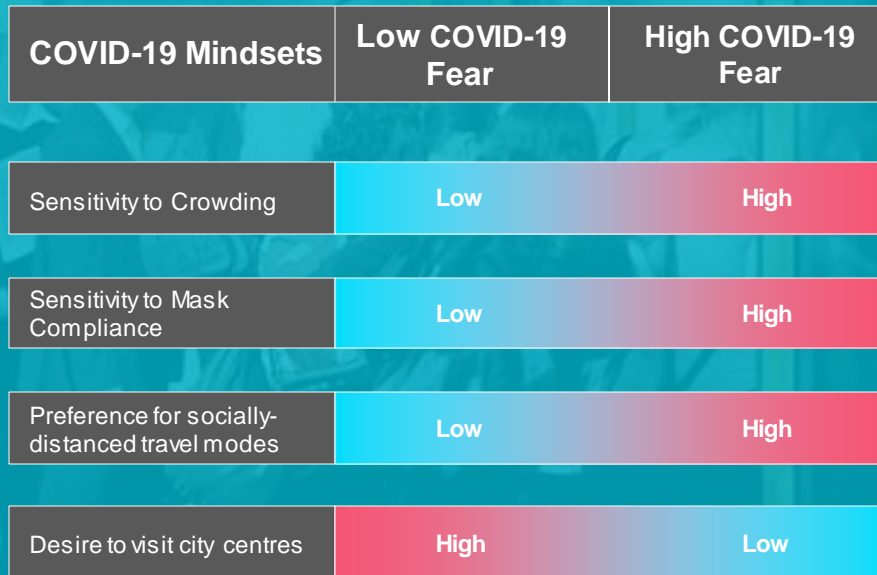 COVID-19 Mindsets
Low COVID-19
Fear
High COVID-19
Fear
Sensitivity to Crowding
Low
High
Sensitivity to Mask
Compliance
Low
High
Preference for socially-
distanced travel modes
Low
High
Desire to visit city centres
High
Low